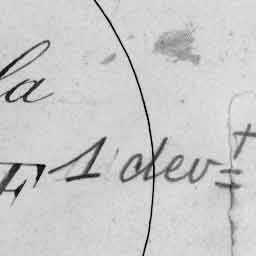 la
F 1 dev =